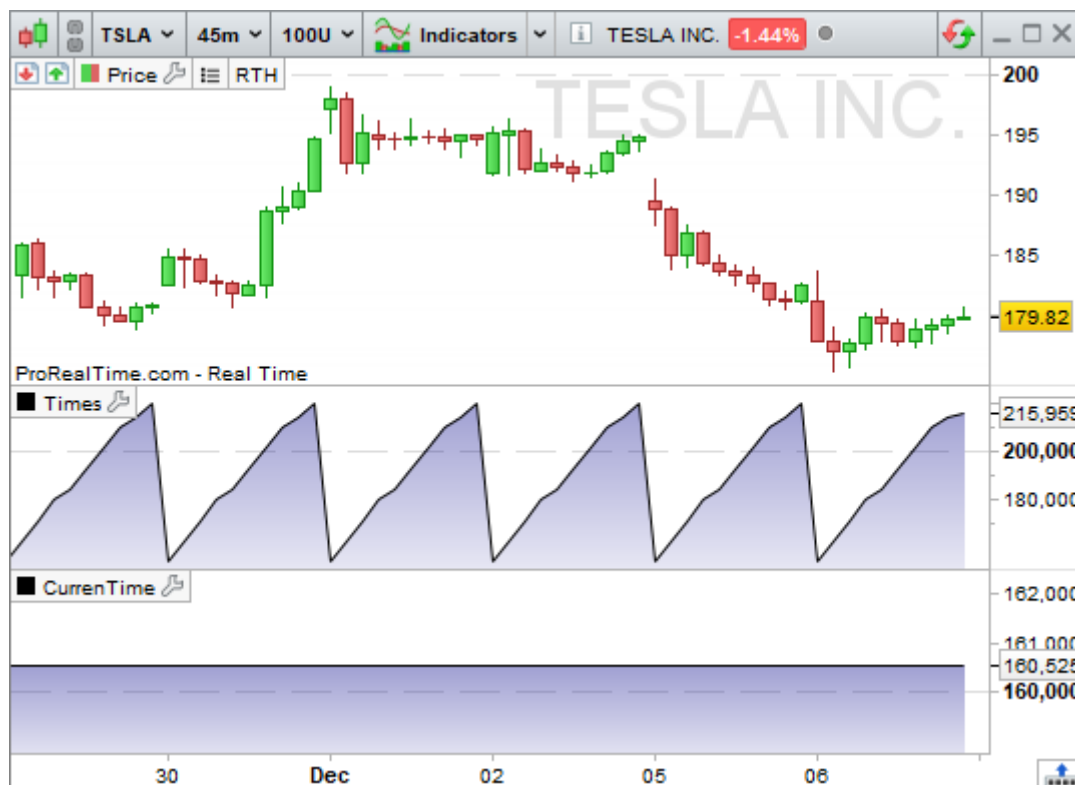 TSLA 45m 100U Indicators TESLA INC. -1.44%
Price RTH
TESLA INC.
200
195
190
185
179.82
ProRealTime.com - Real Time
Times
215,959
200,000
180,000
CurrenTime
162,000
161,000
160,525
160,000
30 Dec 02 05 06